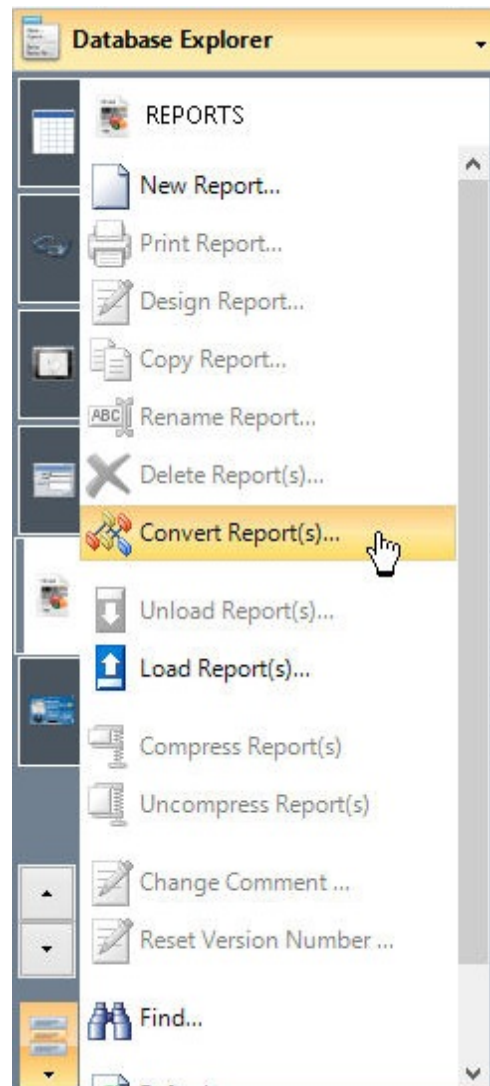 Database Explorer
REPORTS
New Report...
Print Report...
Design Report...
Copy Report...
ABC
Rename Report...
Delete Report(s)...
Convert Report(s)...
Unload Report(s)...
Load Report(s)...
Compress Report(s)
Uncompress Report(s)
Change Comment ...
Reset Version Number ...
Find...